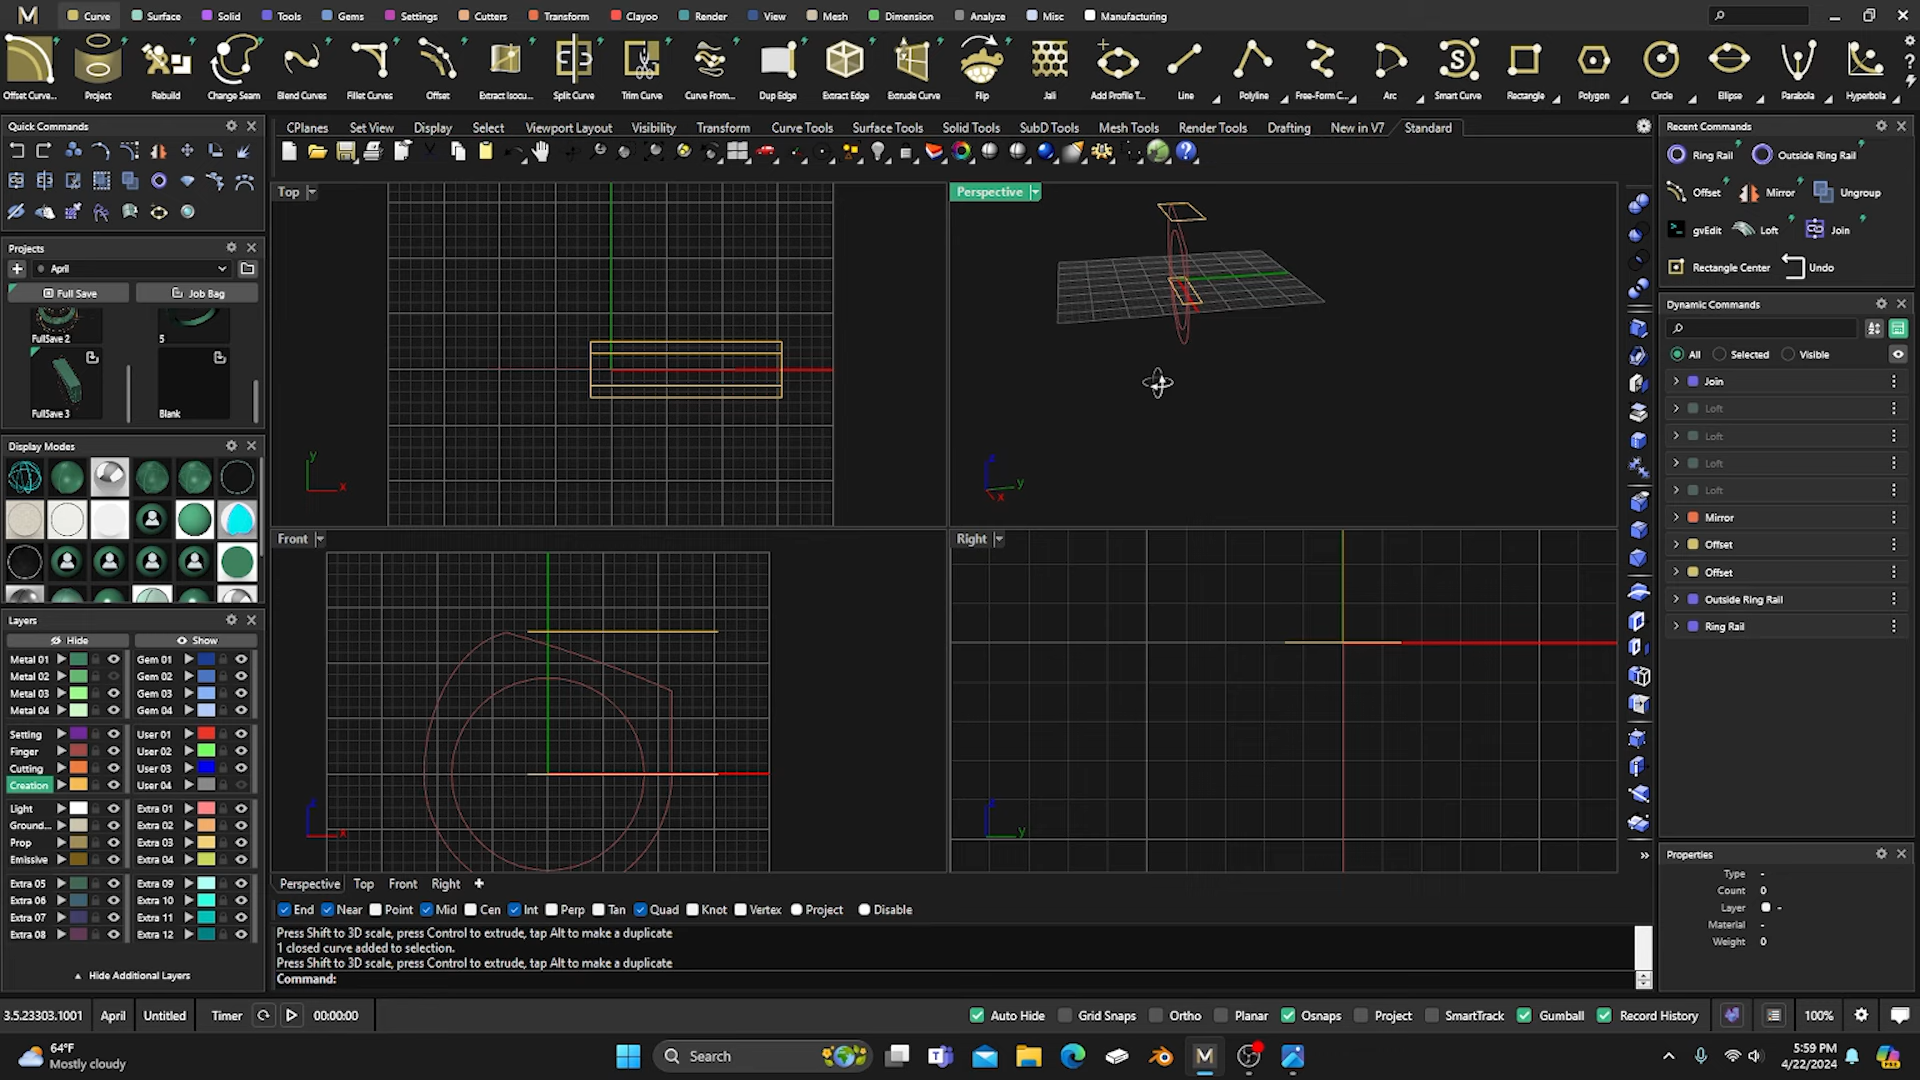 Curve Surface Solid Tools Gems Settings Cutters Transform Clayoo Render View Mesh Dimension Analyze Misc Manufacturing
Offset Curve... Project Rebuild Change Seam Blend Curves Fillet Curves Offset Extract Isocu... Split Curve Trim Curve Curve From... Dup Edge Extract Edge Extrude Curve Flip Jali Add Profile T... Line Polyline Free-Form C... Arc Smart Curve Rectangle Polygon Circle Ellipse Parabola Hyperbola
Quick Commands
CPlanes Set View Display Select Viewport Layout Visibility Transform Curve Tools Surface Tools Solid Tools SubD Tools Mesh Tools Render Tools Drafting New in V7 Standard
Projects
April
Full Save Job Bag
FullSave 2 5
FullSave 3 Blank
Display Modes
Layers
Hide Show
Metal 01 Gem 01
Metal 02 Gem 02
Metal 03 Gem 03
Metal 04 Gem 04
Setting User 01
Finger User 02
Cutting User 03
Creation User 04
Light Extra 01
Ground... Extra 02
Prop Extra 03
Emissive Extra 04
Extra 05 Extra 09
Extra 06 Extra 10
Extra 07 Extra 11
Extra 08 Extra 12
Hide Additional Layers
Top
y
x
Perspective
y
x
Front
x
Right
y
Perspective Top Front Right
End Near Point Mid Cen Int Perp Tan Quad Knot Vertex Project Disable
Press Shift to 3D scale, press Control to extrude, tap Alt to make a duplicate
1 closed curve added to selection.
Press Shift to 3D scale, press Control to extrude, tap Alt to make a duplicate
Command:
Recent Commands
Ring Rail Outside Ring Rail
Offset Mirror Ungroup
gvEdit Loft Join
Rectangle Center Undo
Dynamic Commands
All Selected Visible
Join
Loft
Loft
Loft
Loft
Mirror
Offset
Offset
Outside Ring Rail
Ring Rail
Properties
Type -
Count 0
Layer -
Material -
Weight 0
3.5.23303.1001 April Untitled Timer 00:00:00 Auto Hide Grid Snaps Ortho Planar Osnaps Project SmartTrack Gumball Record History 100%
64°F
Mostly cloudy
Search
5:59 PM
4/22/2024